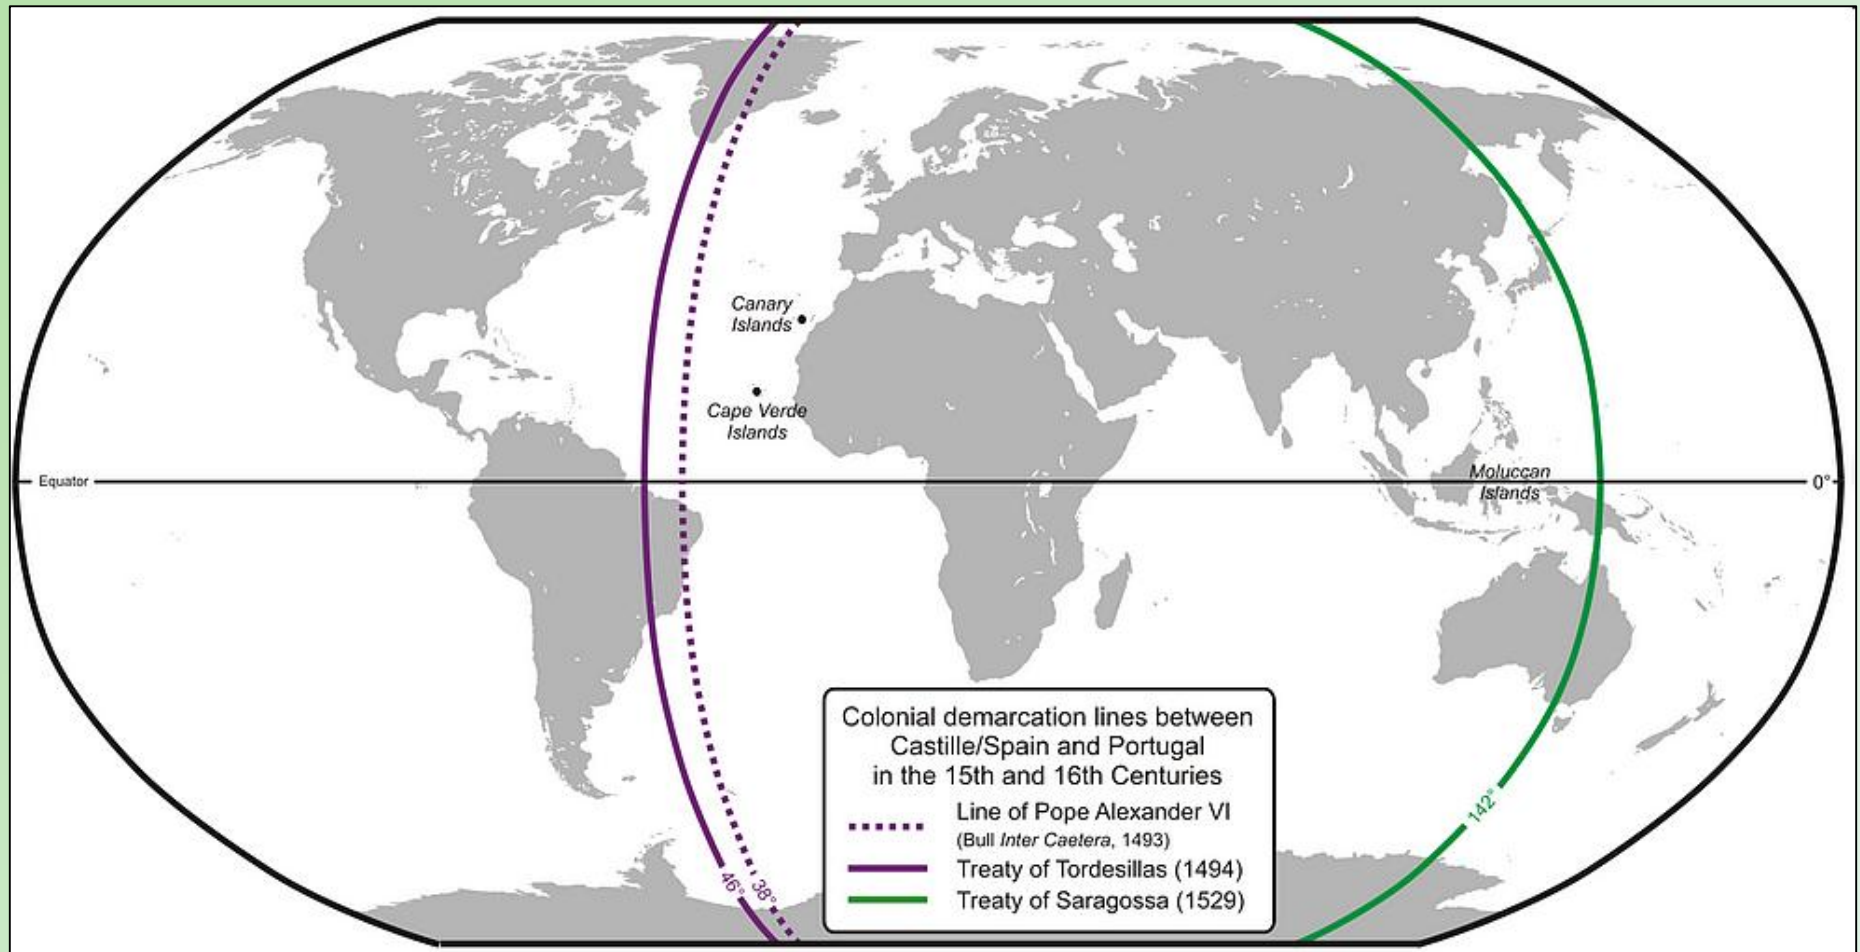 Canary
Islands
Cape Verde
Islands
Equator
Moluccan
Islands
0°
Colonial demarcation lines between
Castille/Spain and Portugal
in the 15th and 16th Centuries
Line of Pope Alexander VI
(Bull Inter Caetera, 1493)
Treaty of Tordesillas (1494)
Treaty of Saragossa (1529)
142°
46°
38°